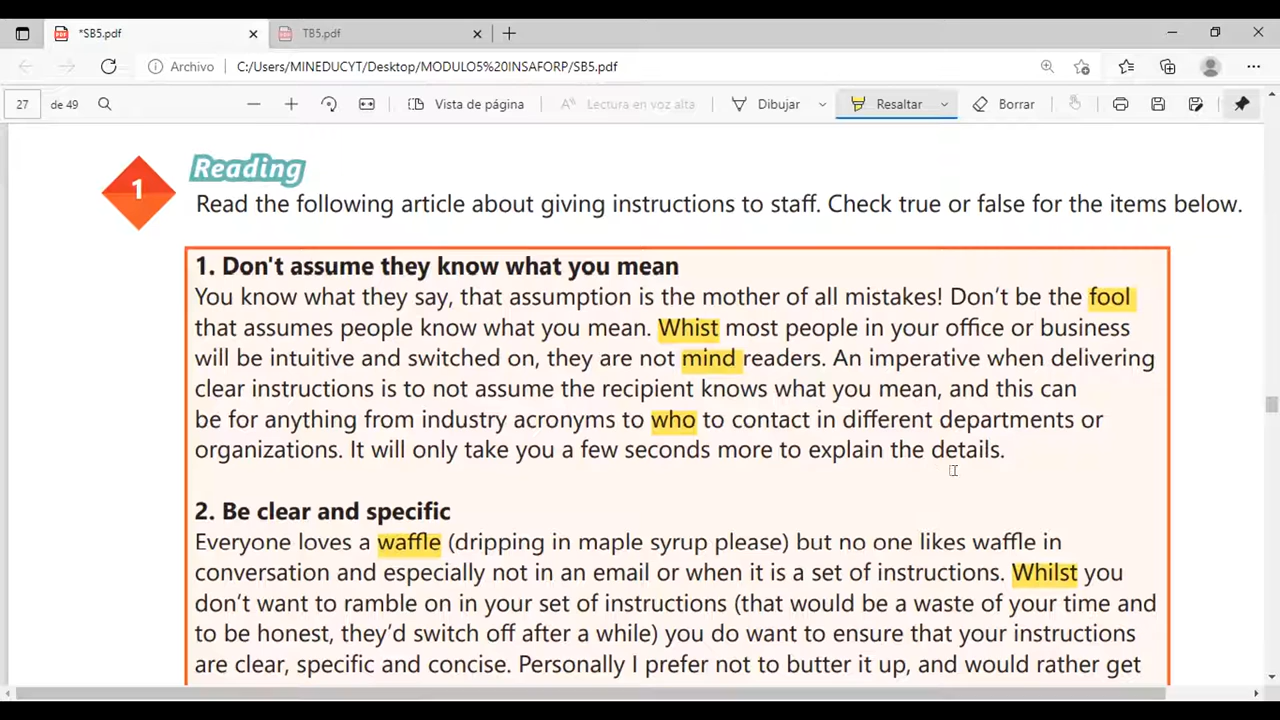 *SB5.pdf
TB5.pdf
Archivo C:/Users/MINEDUCYT/Desktop/MODULO5%20INSAFORP/SB5.pdf
27 de 49 Vista de página Lectura en voz alta Dibujar Resaltar Borrar
Reading
1
Read the following article about giving instructions to staff. Check true or false for the items below.
1. Don't assume they know what you mean
You know what they say, that assumption is the mother of all mistakes! Don't be the fool
that assumes people know what you mean. Whist most people in your office or business
will be intuitive and switched on, they are not mind readers. An imperative when delivering
clear instructions is to not assume the recipient knows what you mean, and this can
be for anything from industry acronyms to who to contact in different departments or
organizations. It will only take you a few seconds more to explain the details.
2. Be clear and specific
Everyone loves a waffle (dripping in maple syrup please) but no one likes waffle in
conversation and especially not in an email or when it is a set of instructions. Whilst you
don't want to ramble on in your set of instructions (that would be a waste of your time and
to be honest, they'd switch off after a while) you do want to ensure that your instructions
are clear, specific and concise. Personally I prefer not to butter it up, and would rather get